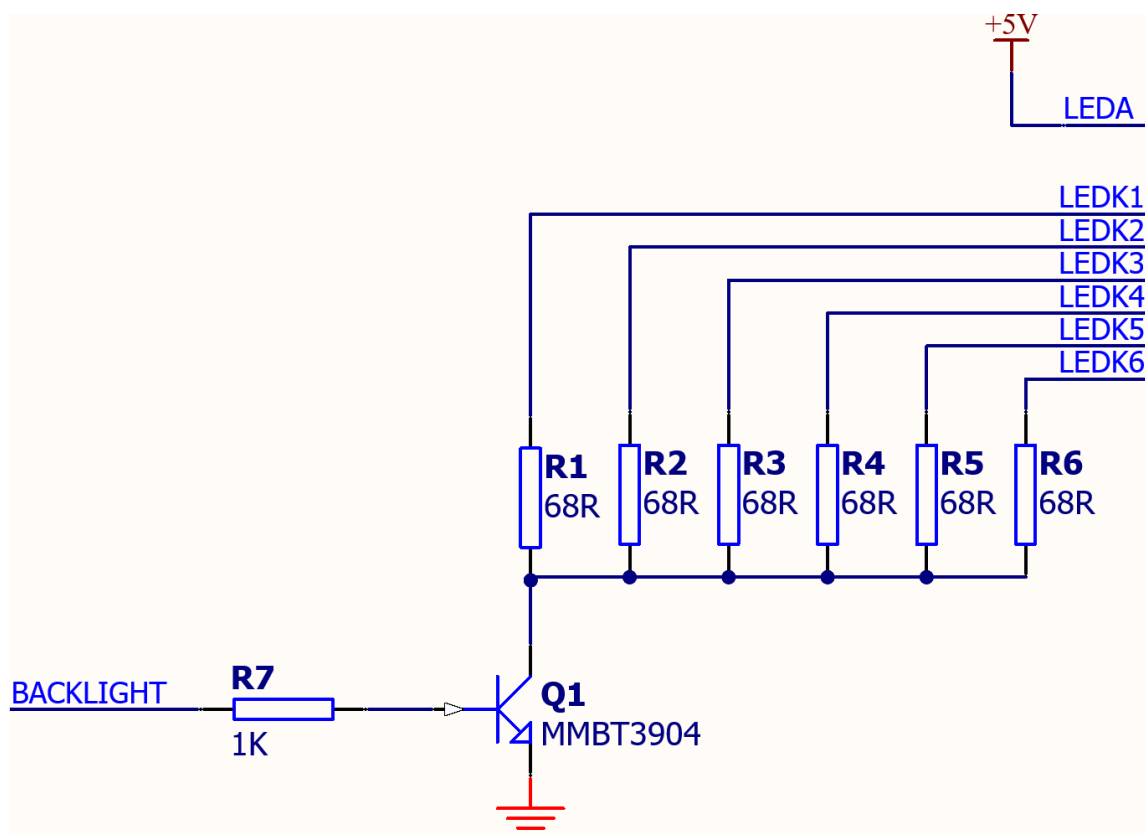 +5V
LEDA
LEDK1
LEDK2
LEDK3
LEDK4
LEDK5
LEDK6
R1 R2 R3 R4 R5 R6
68R 68R 68R 68R 68R 68R
R7
BACKLIGHT
1K
Q1
MMBT3904